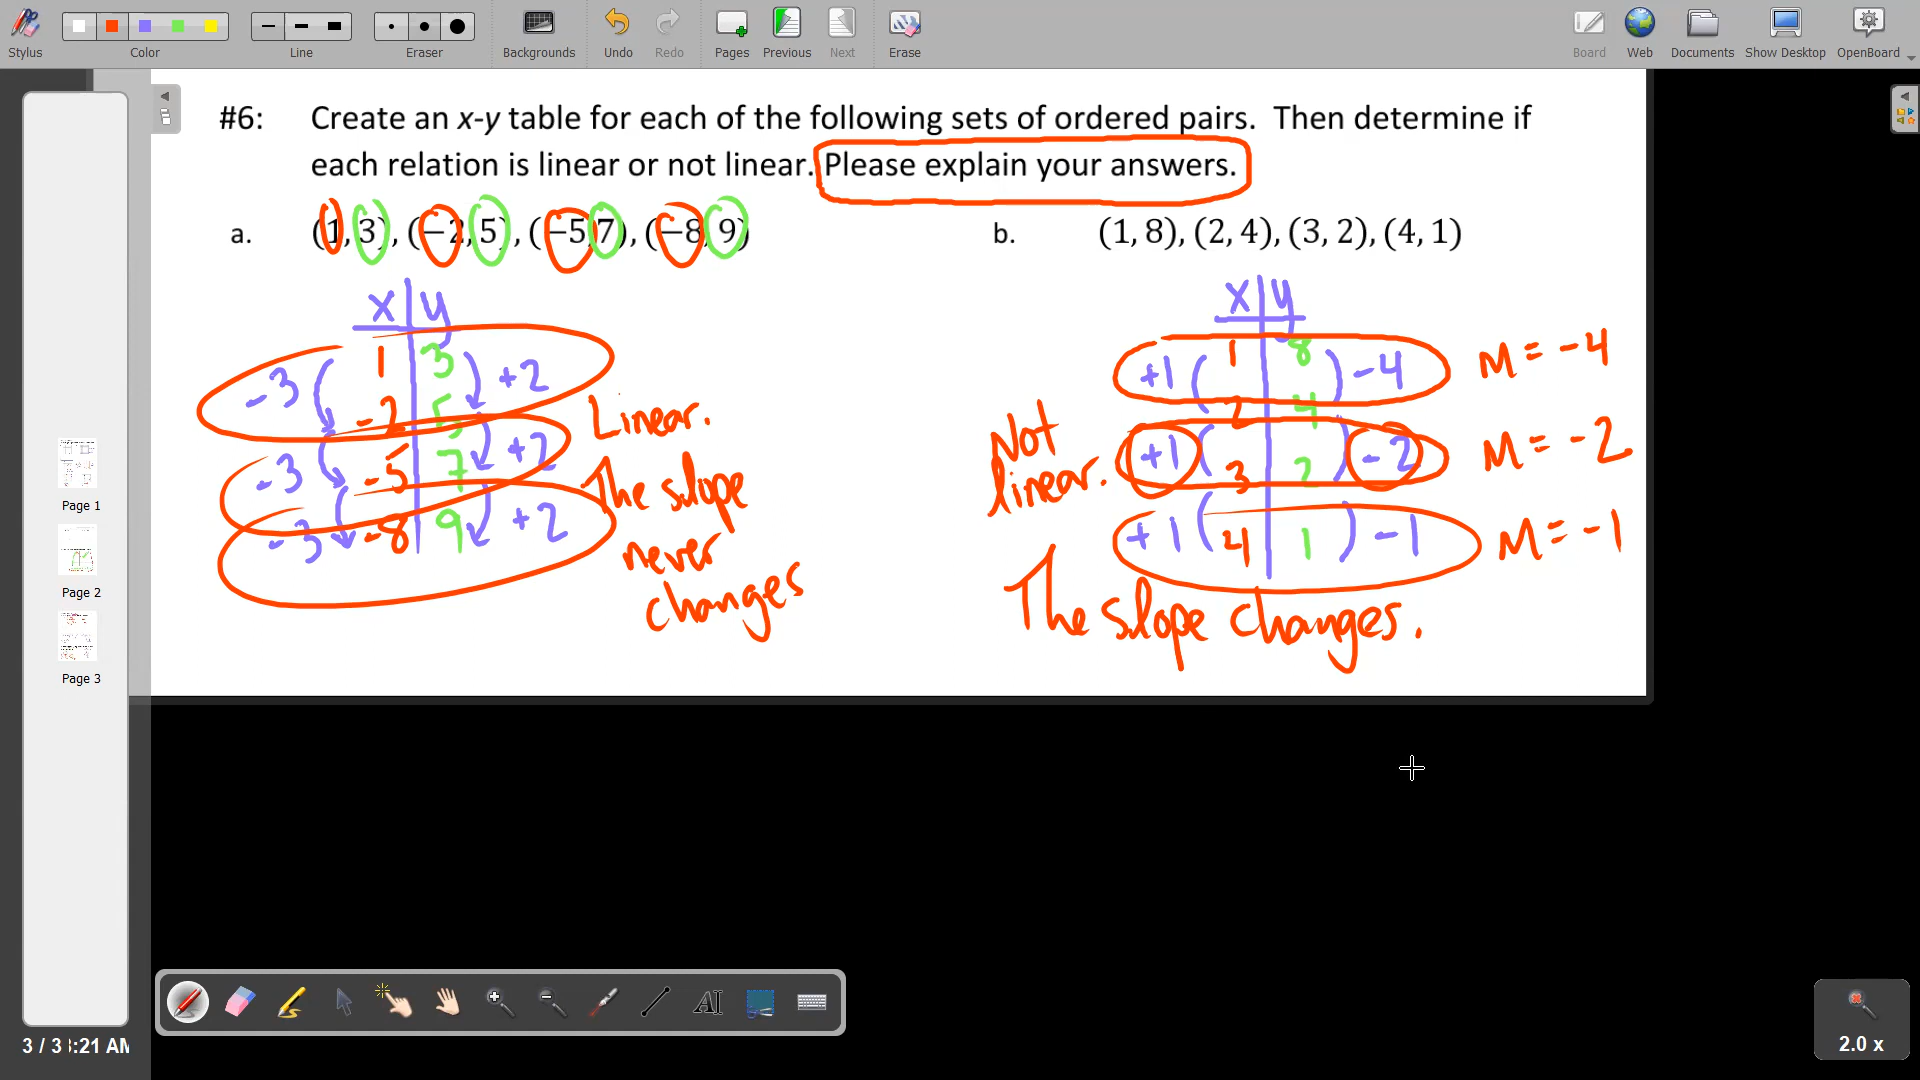 Stylus Color Line Eraser Backgrounds Undo Redo Pages Previous Next Erase Board Web Documents Show Desktop OpenBoard
#6: Create an x-y table for each of the following sets of ordered pairs. Then determine if
each relation is linear or not linear. Please explain your answers.
a. (1, 3), (−2, 5), (−5, 7), (−8, 9)
b. (1, 8), (2, 4), (3, 2), (4, 1)
x y
-3 1 3 +2
-2 5
-3 -5 7 +2
-3 -8 9 +2
Linear.
The slope
never
changes
x y
+1 ( 1 8 ) -4 M = -4
2 4
+1 ( ) -2 M = -2
3 2
+1 ( 4 1 ) -1 M = -1
Not
linear.
The slope changes.
Page 1
Page 2
Page 3
3 / 3
:21 AM
2.0 x